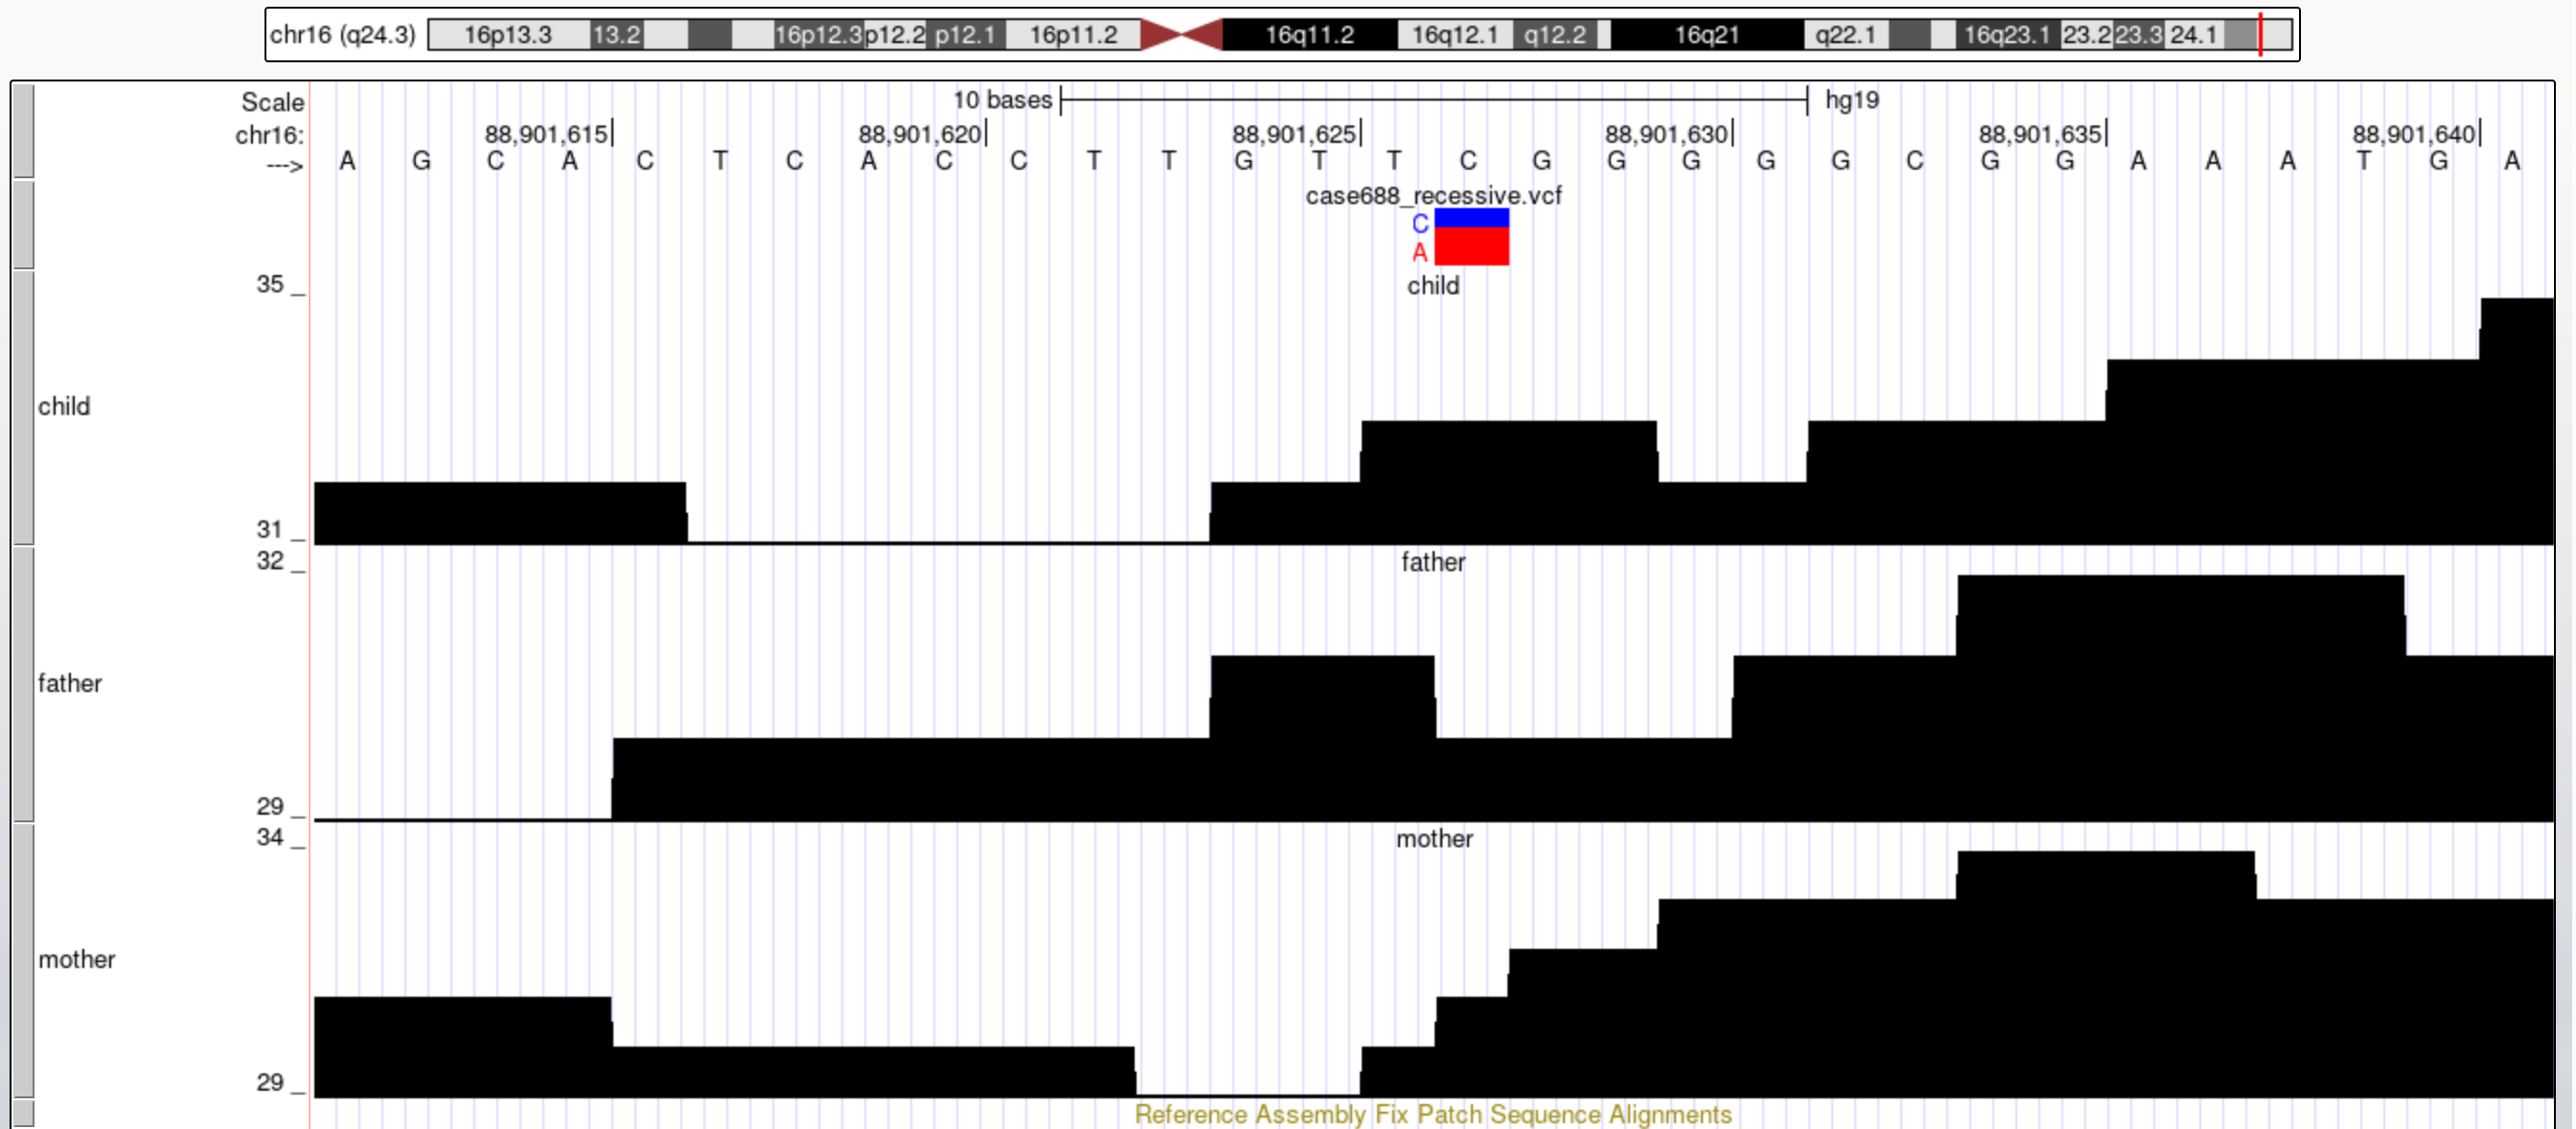 chr16 (q24.3) 16p13.3 13.2 16p12.3 p12.2 p12.1 16p11.2 16q11.2 16q12.1 q12.2 16q21 q22.1 16q23.1 23.2 23.3 24.1
Scale 10 bases hg19
chr16: 88,901,615 88,901,620 88,901,625 88,901,630 88,901,635 88,901,640
---> A G C A C T C A C C T T G T T C G G G G G C G G A A A T G A
case688_recessive.vcf
C
A
child
35 _
child
31 _
father
32 _
father
29 _
mother
34 _
mother
29 _
Reference Assembly Fix Patch Sequence Alignments